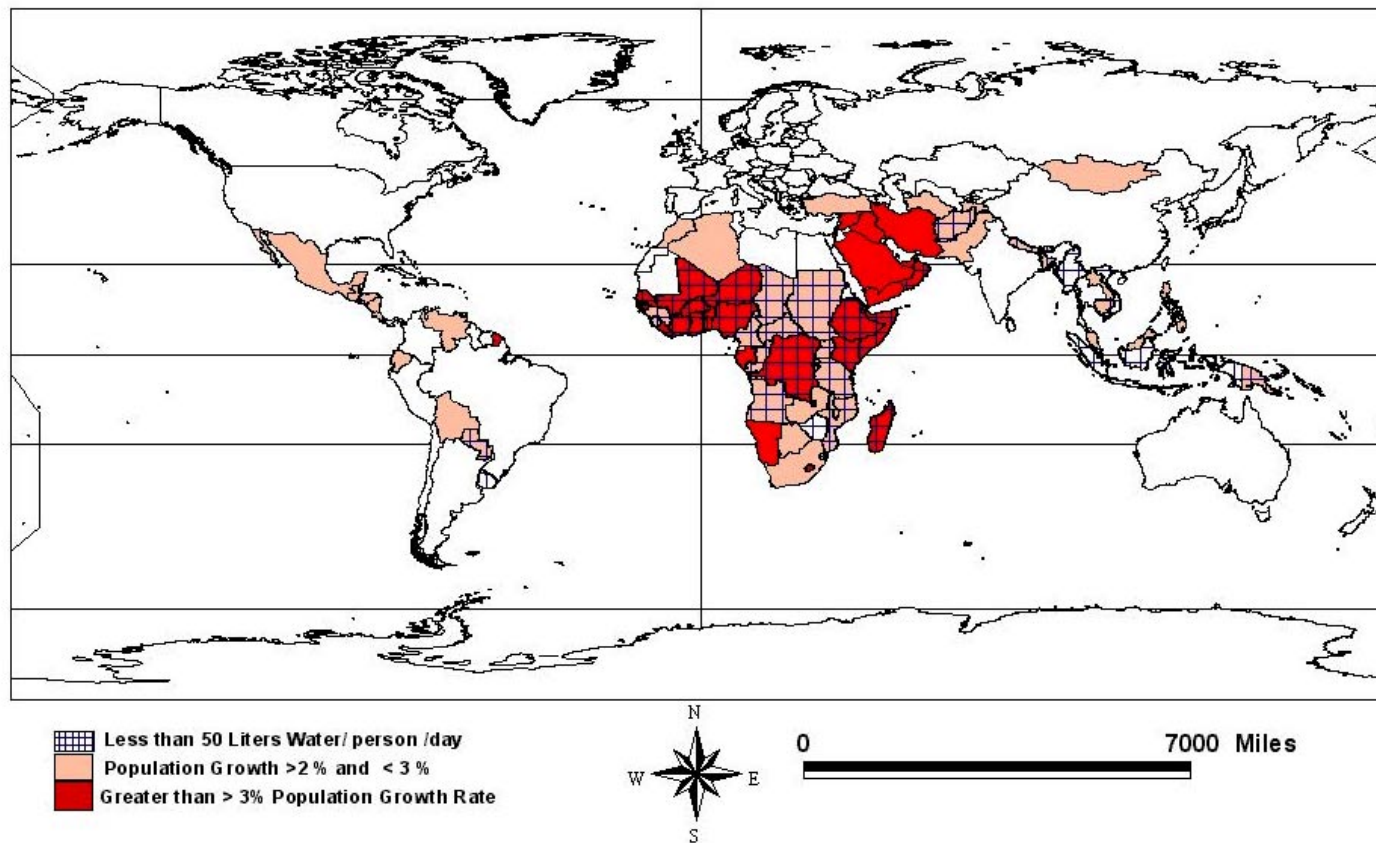 Less than 50 Liters Water/ person /day
Population Growth >2 % and < 3 %
Greater than > 3% Population Growth Rate
N
W E
S
0 7000 Miles